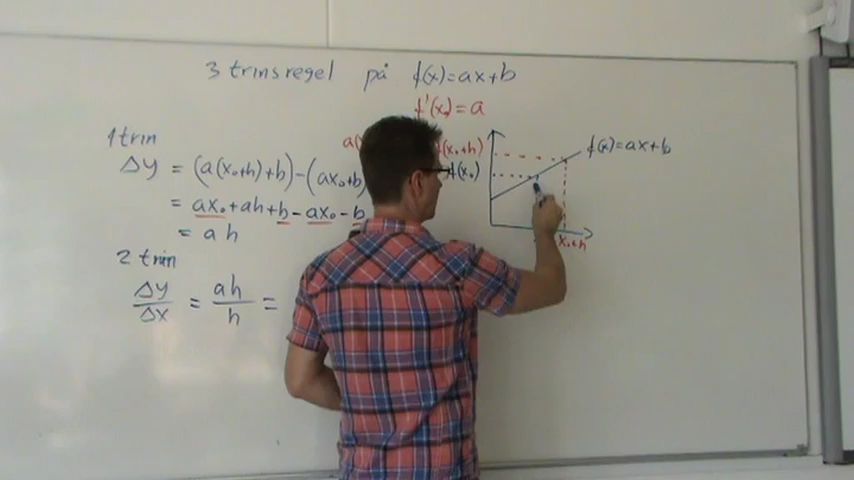 3 trinsregel på f(x)=ax+b
f'(x₀)=a
1 trin
Δy = (a(x₀+h)+b)-(ax₀+b)
= ax₀+ah+b-ax₀-b
= ah
2 trin
Δy/Δx = ah/h =
f(x₀)
f(x)=ax+b
x₀+h